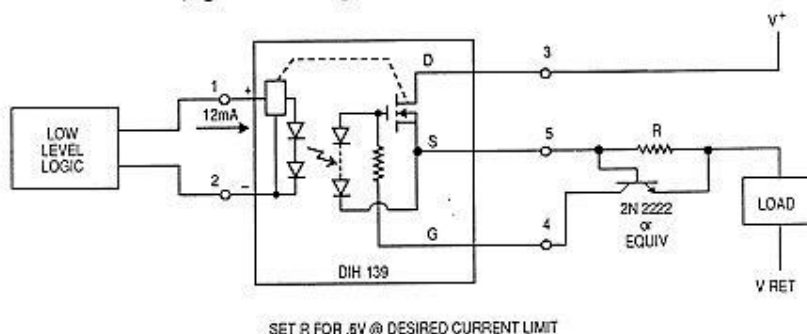 V+
D
3
1
+
12mA
LOW
LEVEL
LOGIC
5
R
S
2
–
2N 2222
or
EQUIV
LOAD
4
G
DIH 139
V RET
SET R FOR .6V @ DESIRED CURRENT LIMIT